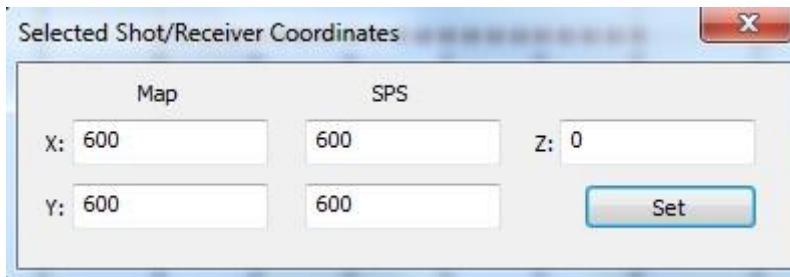 Selected Shot/Receiver Coordinates
Map SPS
X: 600 600 Z: 0
Y: 600 600 Set